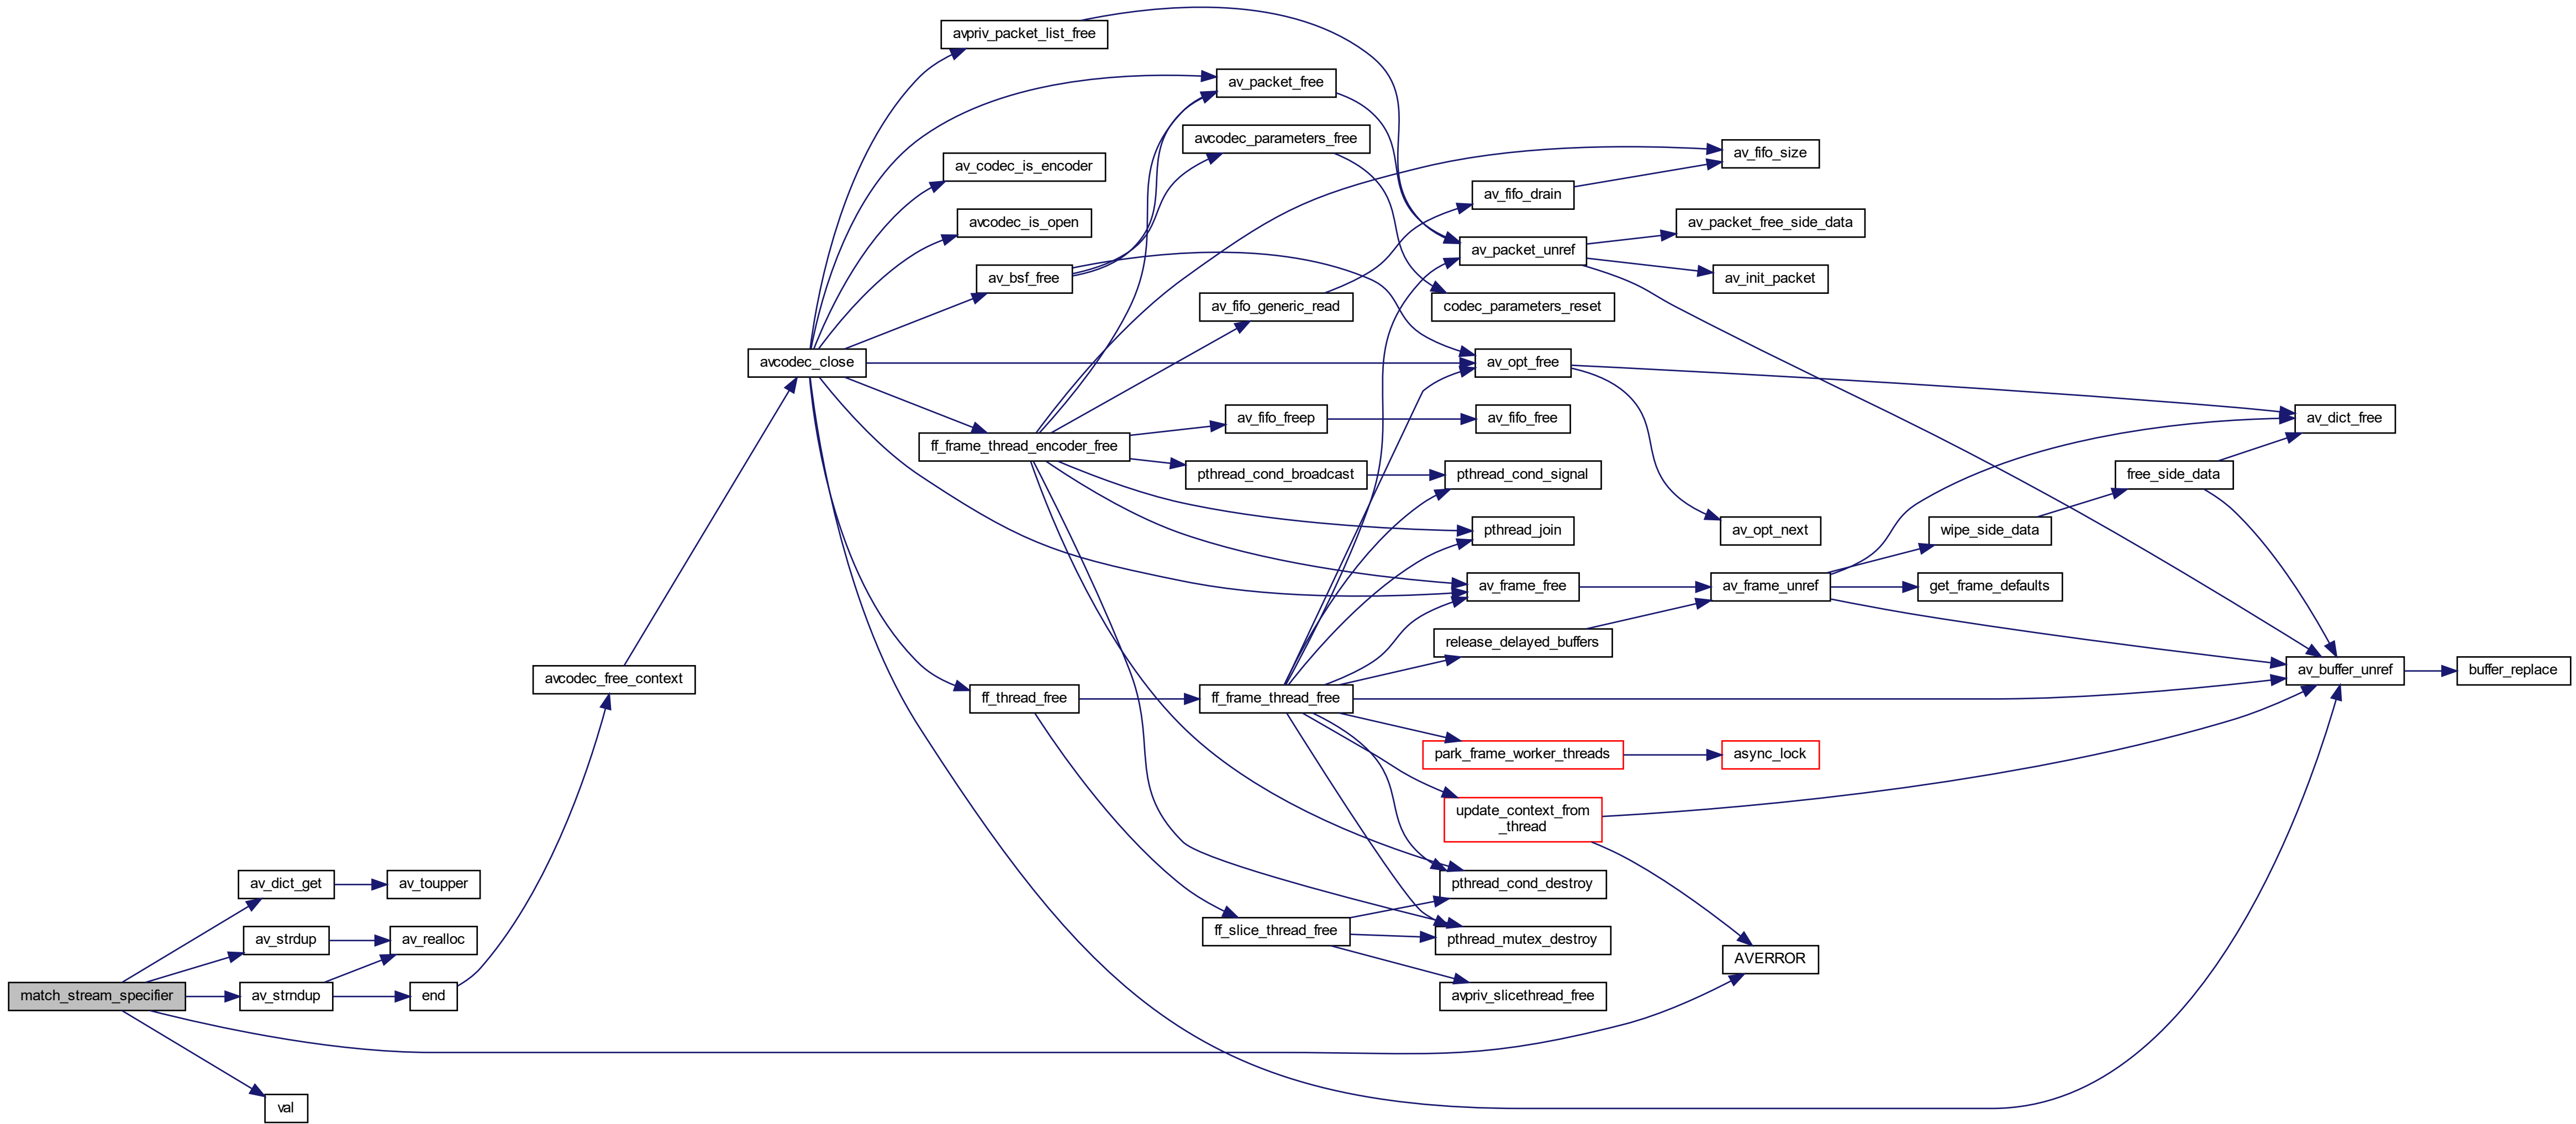 avpriv_packet_list_free
av_packet_free
avcodec_parameters_free
av_fifo_size
av_codec_is_encoder
av_fifo_drain
avcodec_is_open
av_packet_free_side_data
av_packet_unref
av_bsf_free
av_init_packet
av_fifo_generic_read
codec_parameters_reset
avcodec_close
av_opt_free
av_fifo_freep
av_fifo_free
av_dict_free
ff_frame_thread_encoder_free
pthread_cond_broadcast
pthread_cond_signal
free_side_data
pthread_join
av_opt_next
wipe_side_data
av_frame_free
av_frame_unref
get_frame_defaults
release_delayed_buffers
avcodec_free_context
av_buffer_unref
buffer_replace
ff_thread_free
ff_frame_thread_free
park_frame_worker_threads
async_lock
update_context_from
_thread
av_dict_get
av_toupper
pthread_cond_destroy
av_strdup
av_realloc
ff_slice_thread_free
pthread_mutex_destroy
AVERROR
match_stream_specifier
av_strndup
end
avpriv_slicethread_free
val